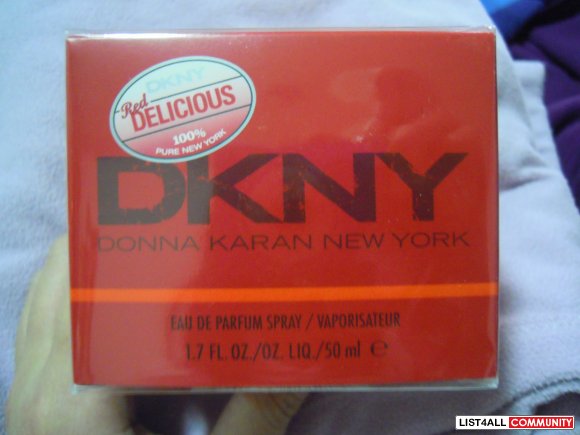 DKNY
Red
DELICIOUS
100%
PURE NEW YORK
DKNY
DONNA KARAN NEW YORK
EAU DE PARFUM SPRAY / VAPORISATEUR
1.7 FL. OZ./OZ. LIQ./50 ml ℮
LIST4ALL COMMUNITY